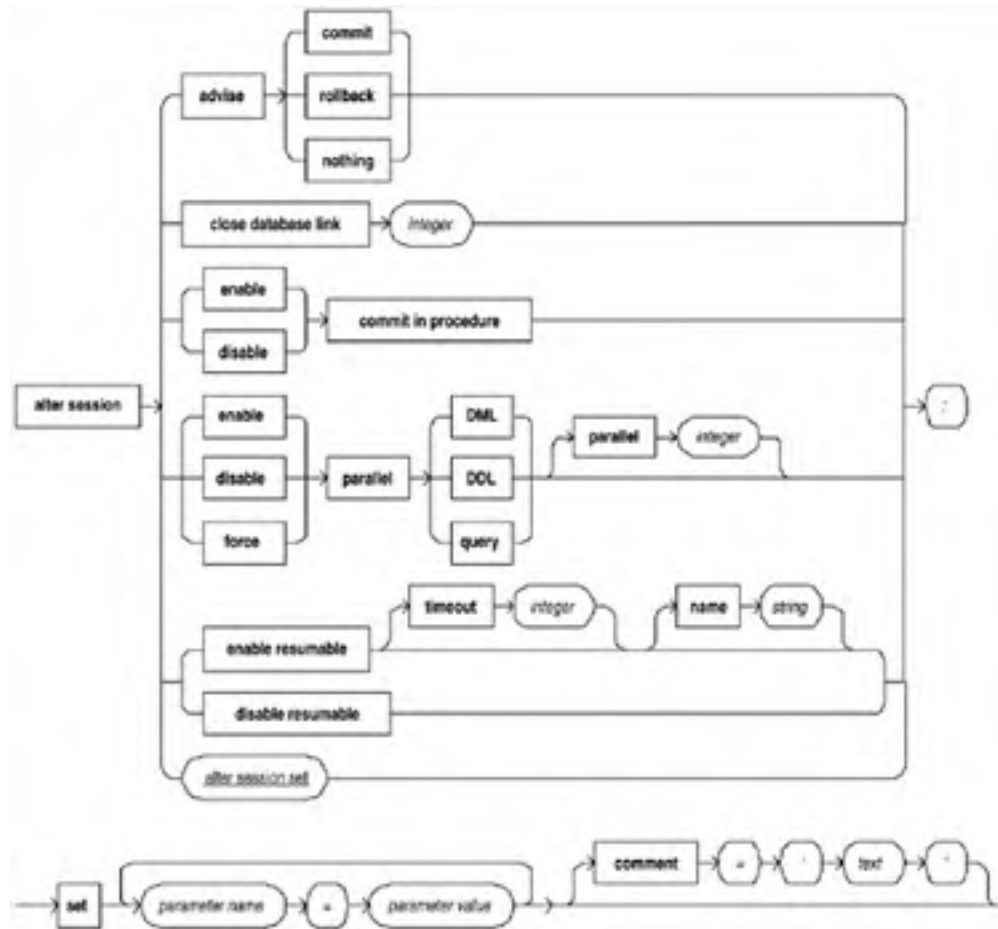 commit
advise
rollback
nothing
close database link
integer
enable
commit in procedure
disable
alter session
;
enable
DML
parallel
integer
disable
parallel
DDL
force
query
timeout
integer
name
string
enable resumable
disable resumable
alter session set
comment
=
'
text
'
set
parameter name
=
parameter value